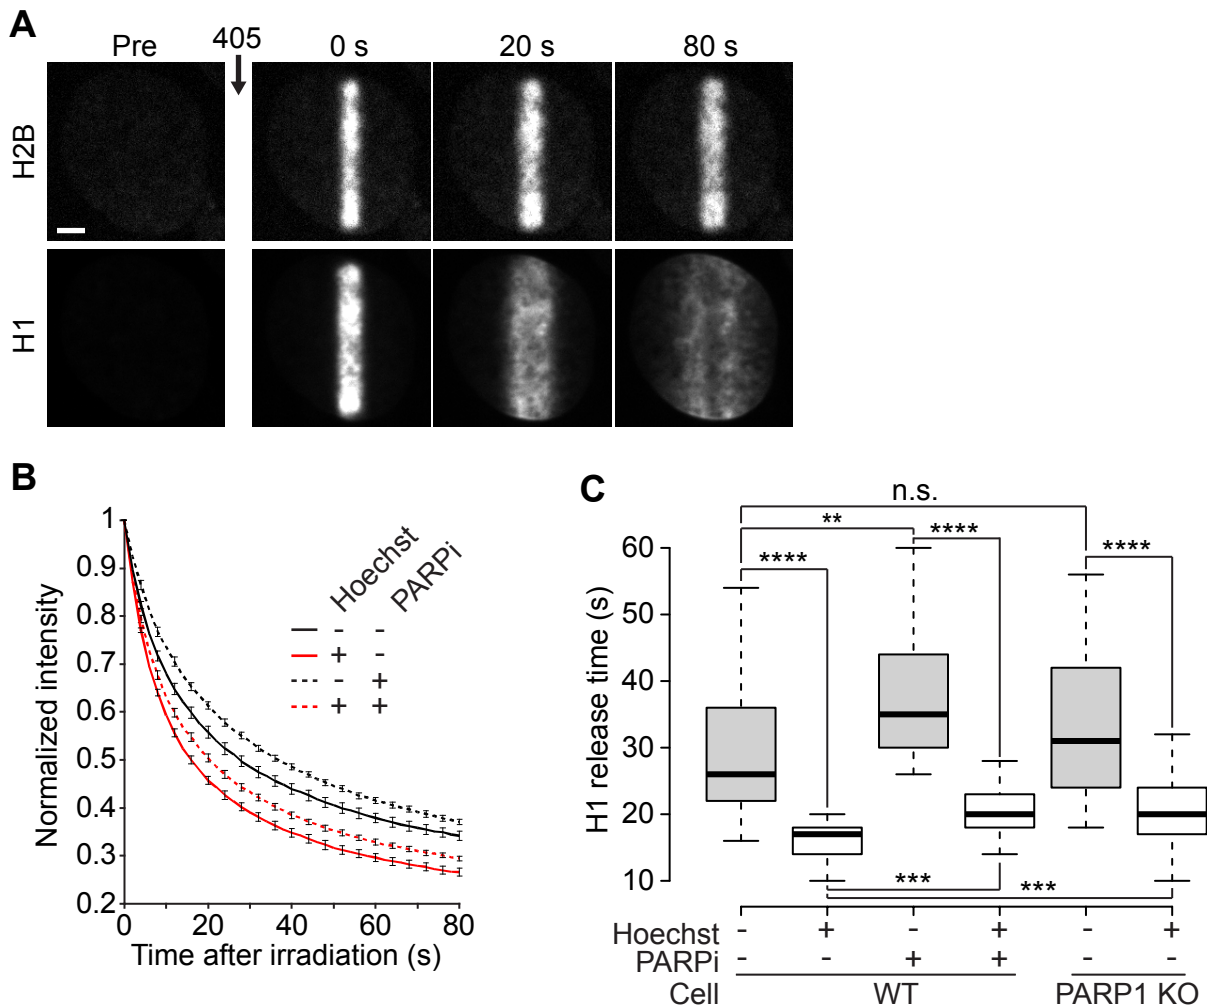 A
Pre
405
0 s
20 s
80 s
H2B
H1
B
Normalized intensity
1
0.9
0.8
0.7
0.6
0.5
0.4
0.3
0.2
0 20 40 60 80
Time after irradiation (s)
Hoechst PARPi
- -
+ -
- +
+ +
C
n.s.
** ****
**** ****
H1 release time (s)
60
50
40
30
20
10
*** ***
Hoechst - + - + - +
PARPi - - + + - -
Cell WT PARP1 KO